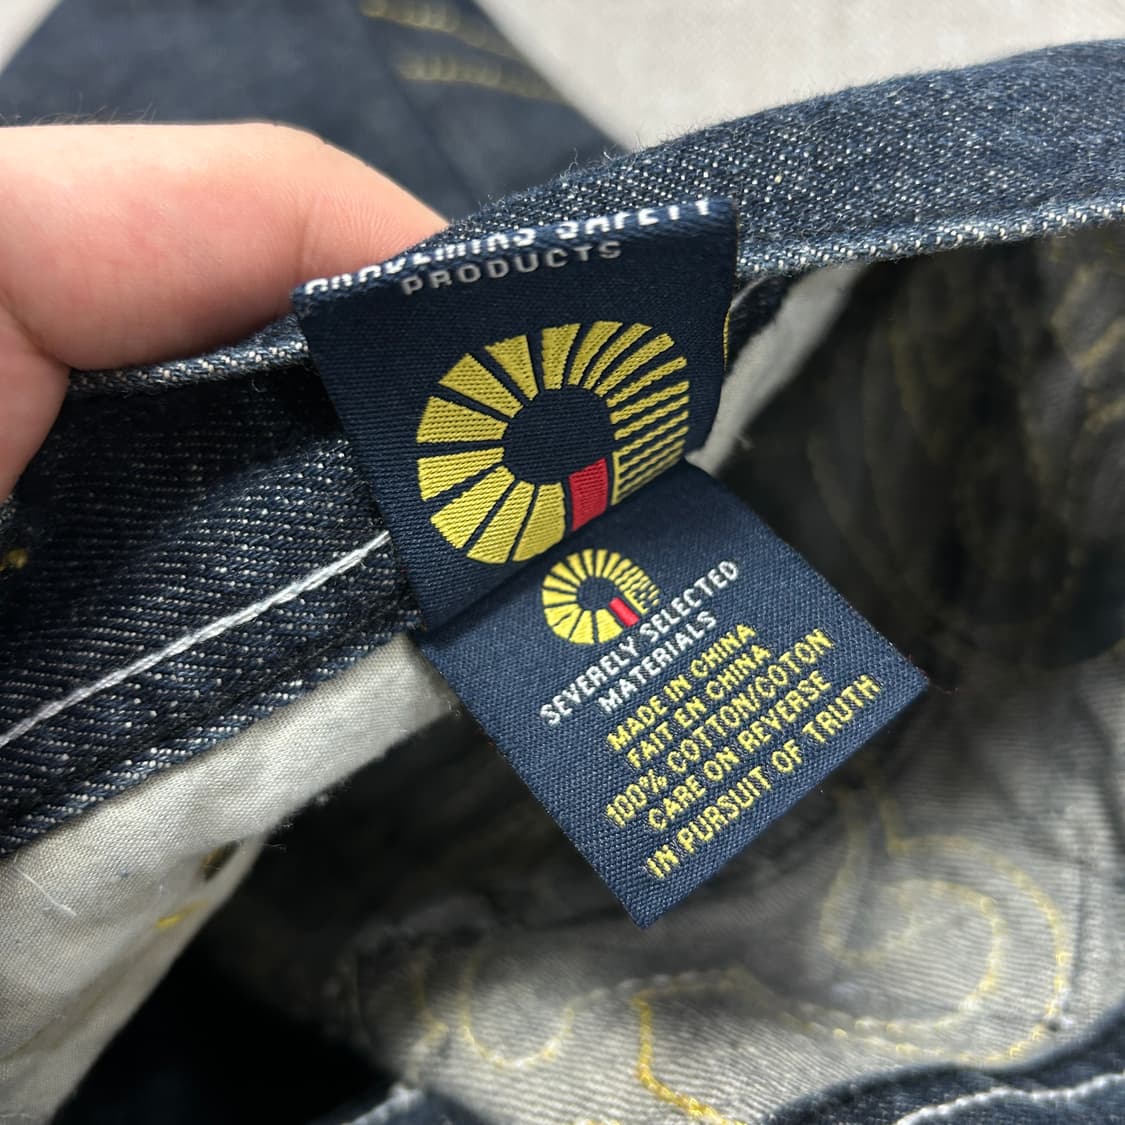 PRODUCTS
SEVERELY SELECTED
MATERIALS
MADE IN CHINA
FAIT EN CHINA
100% COTTON/COTON
CARE ON REVERSE
IN PURSUIT OF TRUTH